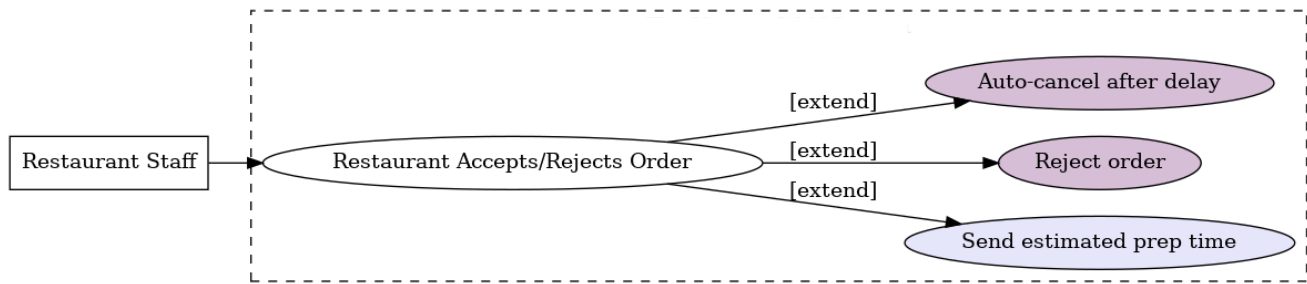 Auto-cancel after delay
[extend]
Restaurant Staff
Restaurant Accepts/Rejects Order
[extend]
Reject order
[extend]
Send estimated prep time